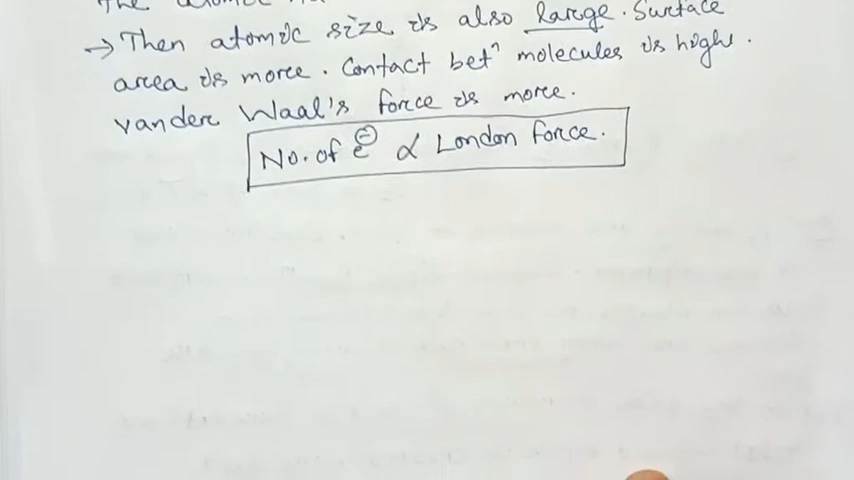 → Then atomic size is also large. Surface
area is more. Contact betⁿ molecules is high.
vander Waal's force is more.
No. of e⊖ ∝ London force.